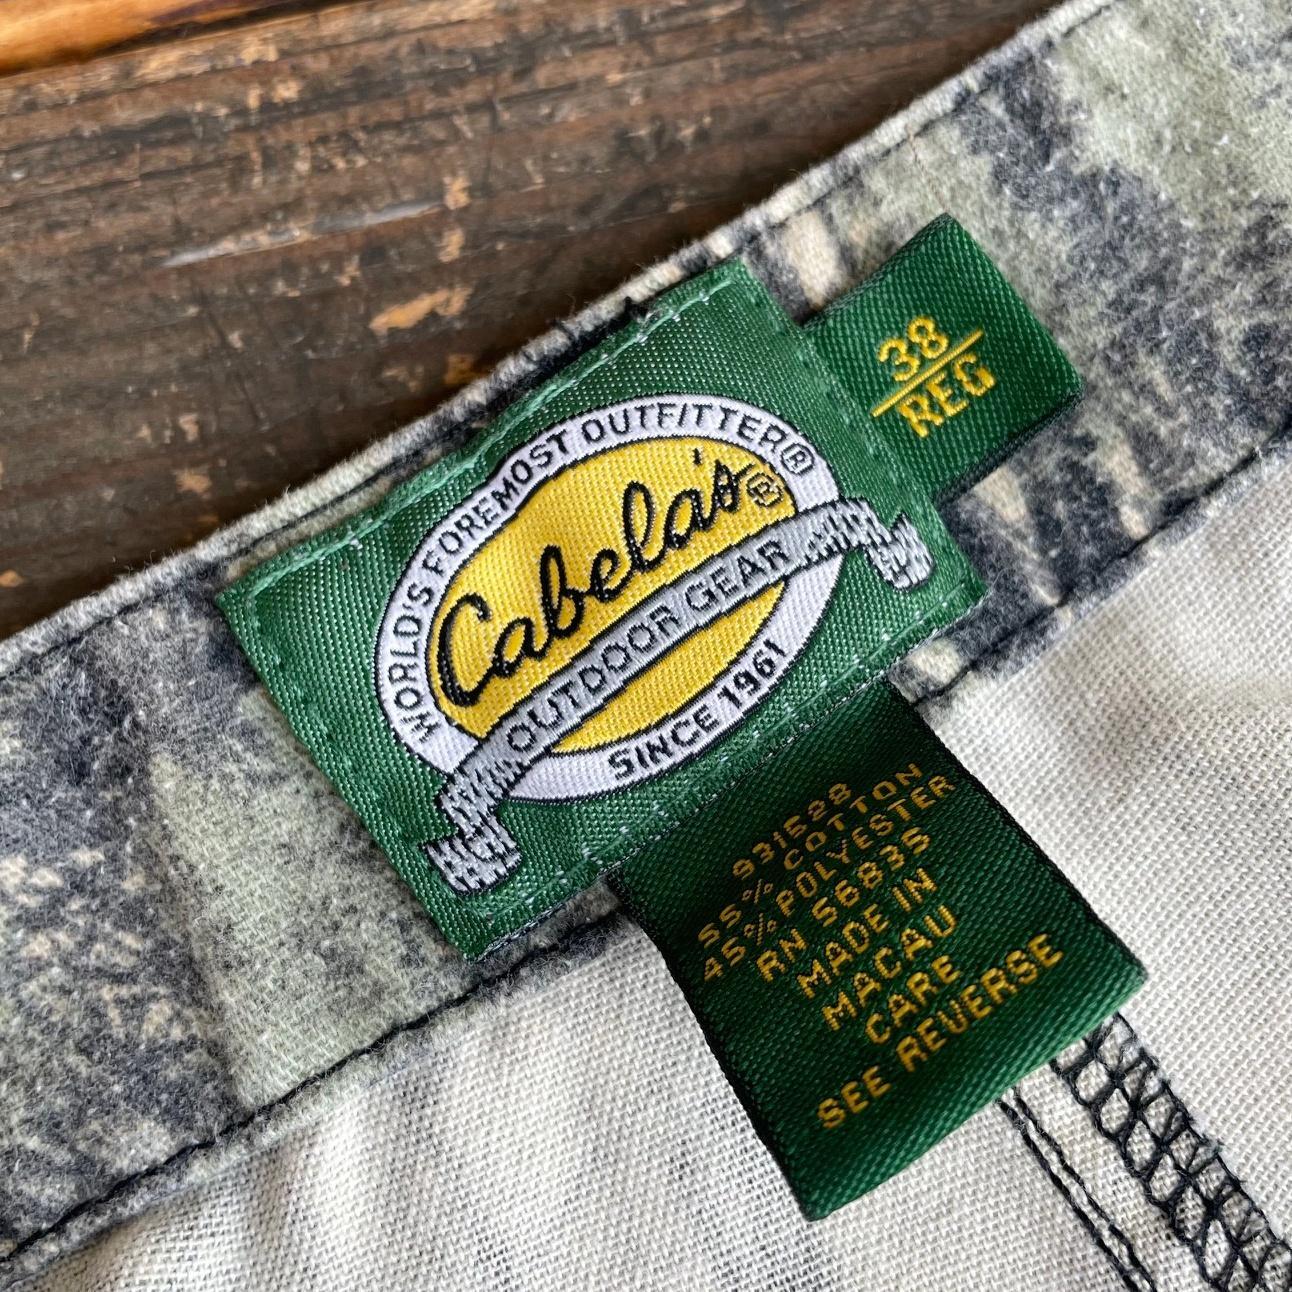 38
REG
WORLD'S FOREMOST OUTFITTER®
Cabela's®
OUTDOOR GEAR
SINCE 1961
931528
55% COTTON
45% POLYESTER
RN 56835
MADE IN
MACAU
CARE
SEE REVERSE